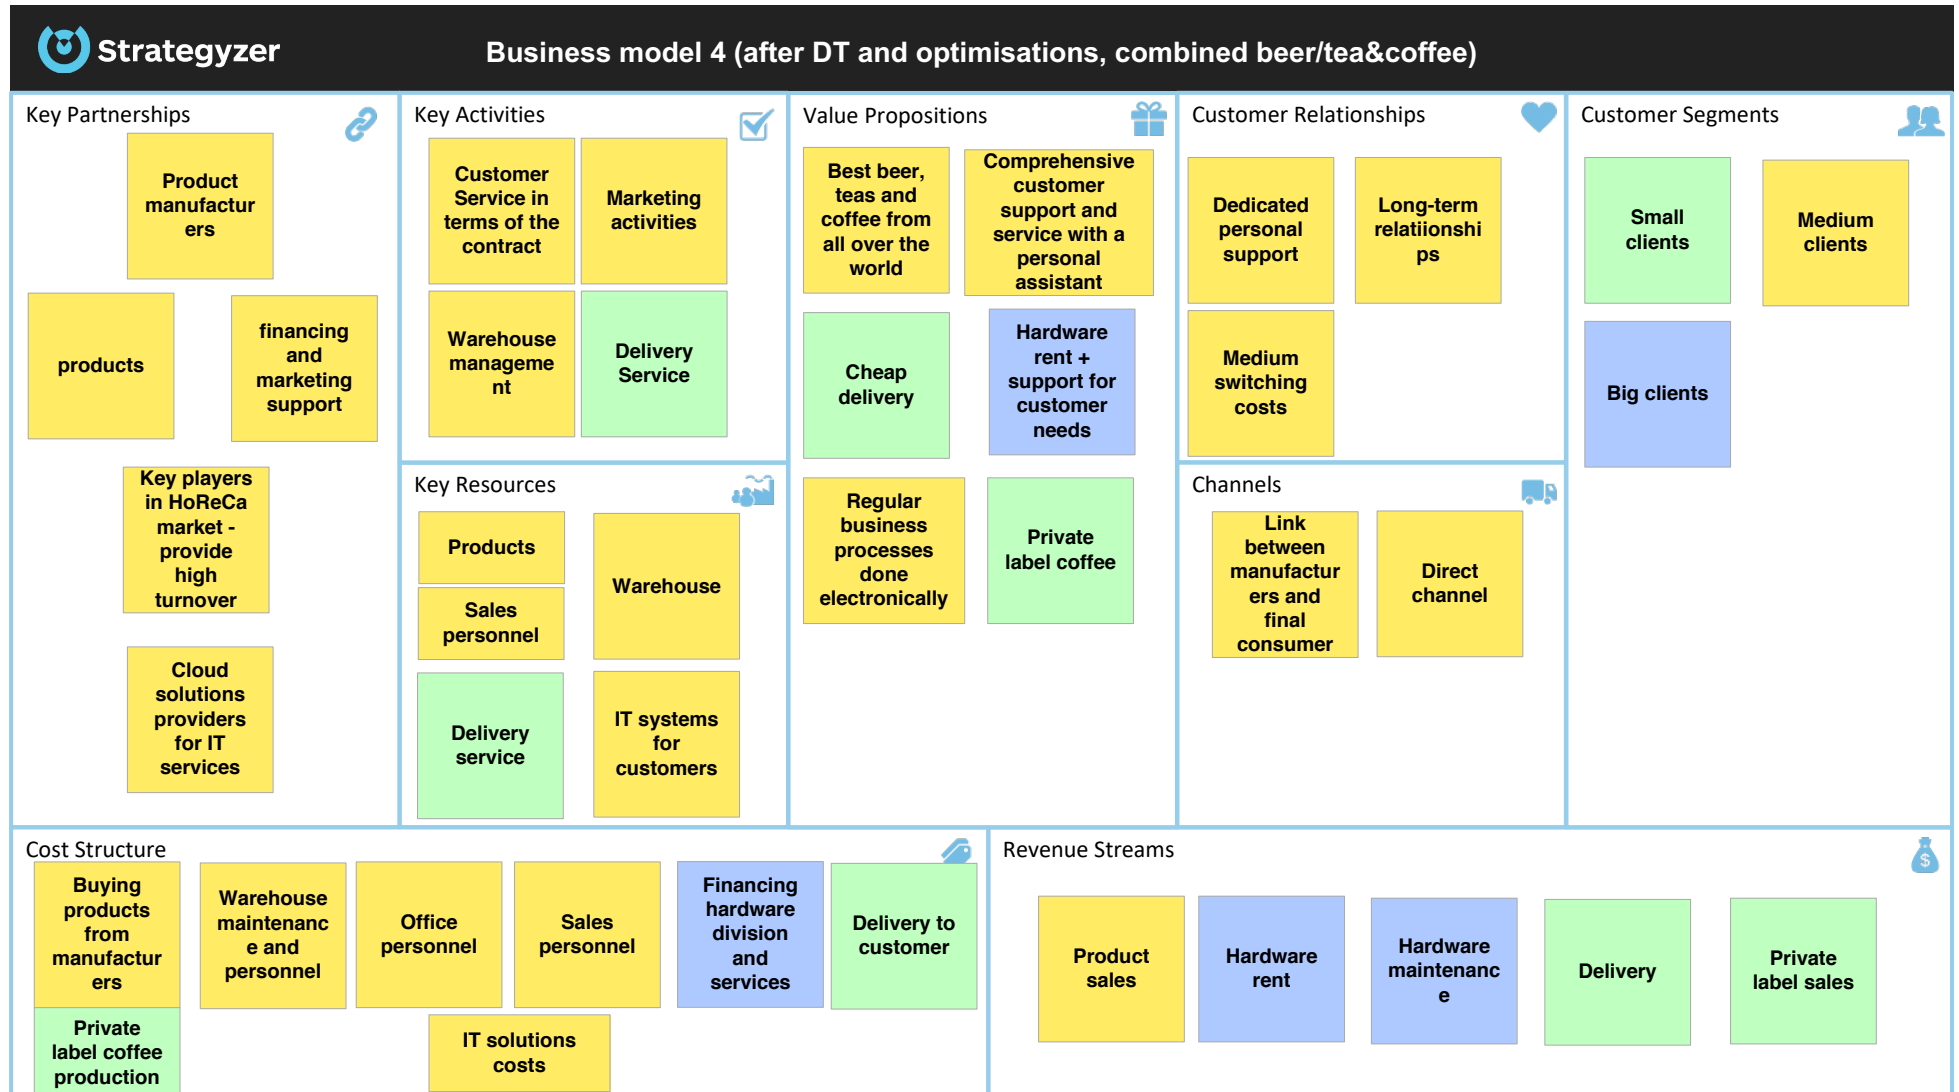 Strategyzer
Business model 4 (after DT and optimisations, combined beer/tea&coffee)
Key Partnerships
Product
manufactur
ers
products
financing
and
marketing
support
Key players
in HoReCa
market -
provide
high
turnover
Cloud
solutions
providers
for IT
services
Key Activities
Customer
Service in
terms of the
contract
Marketing
activities
Warehouse
manageme
nt
Delivery
Service
Key Resources
Products
Sales
personnel
Warehouse
Delivery
service
IT systems
for
customers
Value Propositions
Best beer,
teas and
coffee from
all over the
world
Comprehensive
customer
support and
service with a
personal
assistant
Cheap
delivery
Hardware
rent +
support for
customer
needs
Regular
business
processes
done
electronically
Private
label coffee
Customer Relationships
Dedicated
personal
support
Long-term
relatiionshi
ps
Medium
switching
costs
Channels
Link
between
manufactur
ers and
final
consumer
Direct
channel
Customer Segments
Small
clients
Medium
clients
Big clients
Cost Structure
Buying
products
from
manufactur
ers
Private
label coffee
production
Warehouse
maintenanc
e and
personnel
Office
personnel
Sales
personnel
IT solutions
costs
Financing
hardware
division
and
services
Delivery to
customer
Revenue Streams
$
Product
sales
Hardware
rent
Hardware
maintenanc
e
Delivery
Private
label sales